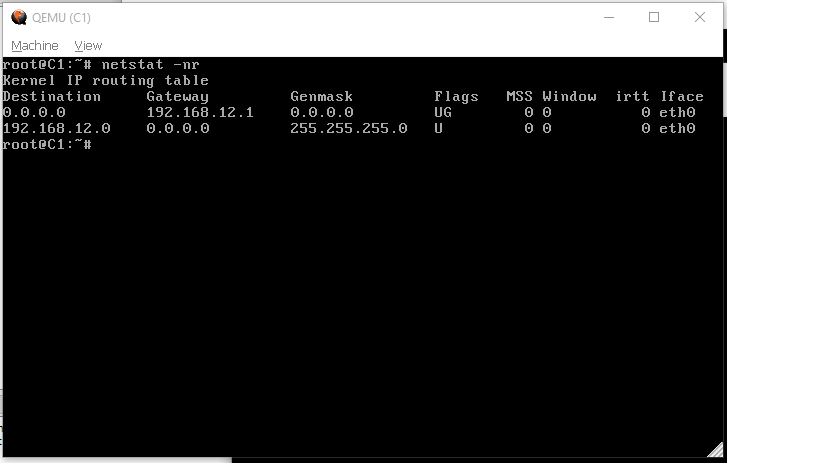 QEMU (C1)
Machine View
root@C1:~# netstat -nr
Kernel IP routing table
Destination     Gateway         Genmask         Flags   MSS Window  irtt Iface
0.0.0.0         192.168.12.1    0.0.0.0         UG        0 0          0 eth0
192.168.12.0    0.0.0.0         255.255.255.0   U         0 0          0 eth0
root@C1:~#